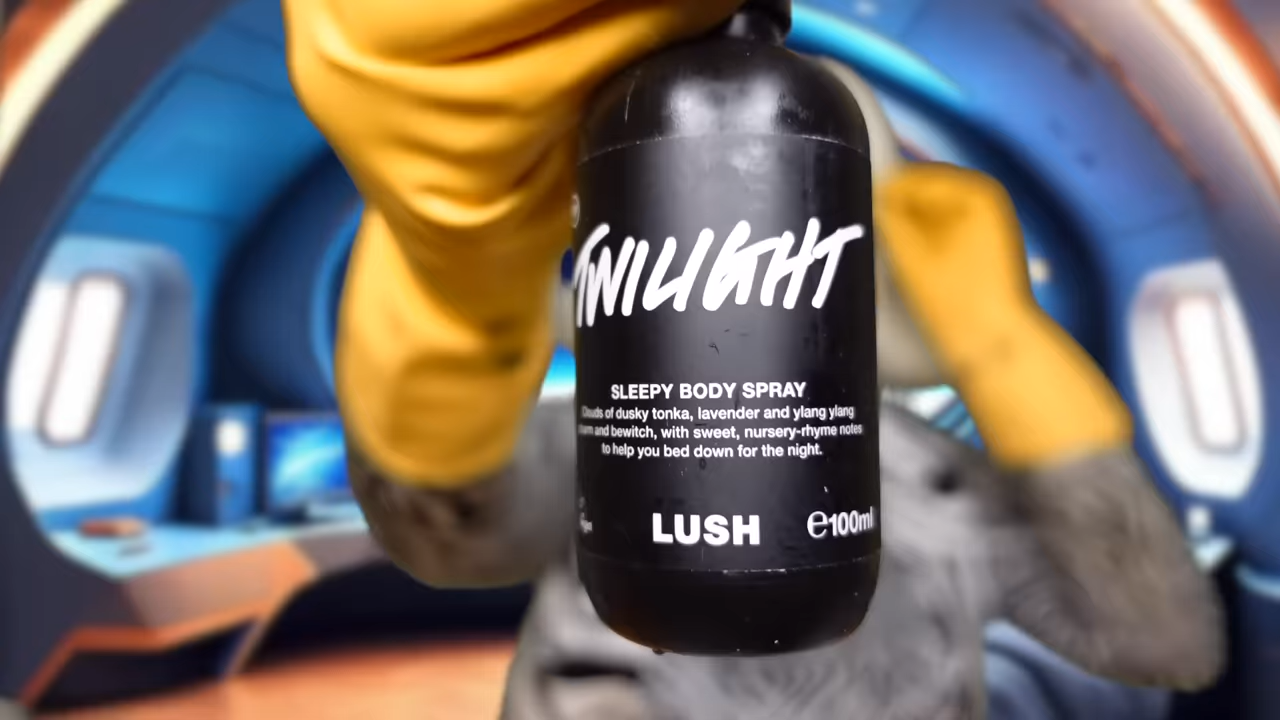 TWILIGHT
SLEEPY BODY SPRAY
Clouds of dusky tonka, lavender and ylang ylang
and bewitch, with sweet, nursery-rhyme notes
to help you bed down for the night.
LUSH
℮100ml